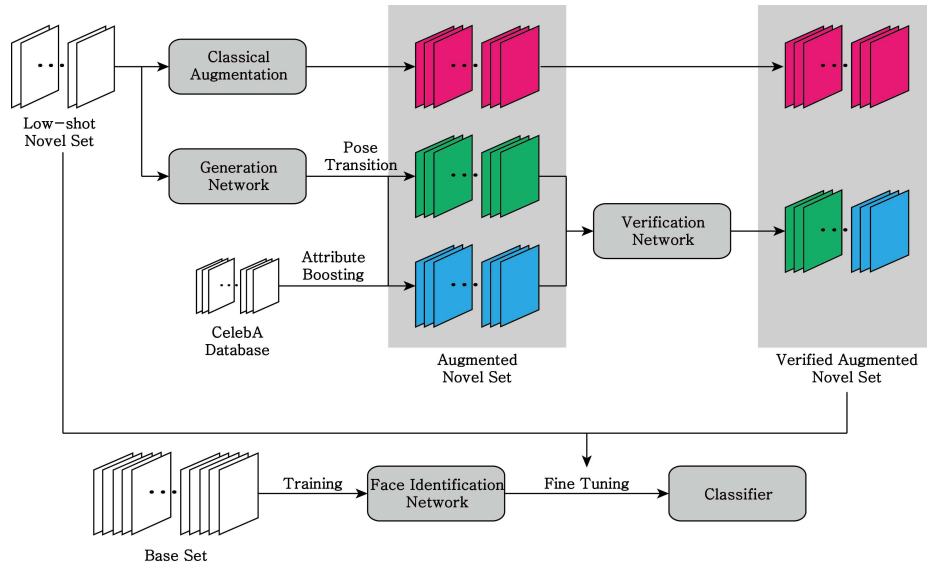 Low-shot
Novel Set
Classical
Augmentation
Generation
Network
Pose
Transition
Attribute
Boosting
CelebA
Database
Verification
Network
Augmented
Novel Set
Verified Augmented
Novel Set
Base Set
Training
Face Identification
Network
Fine Tuning
Classifier